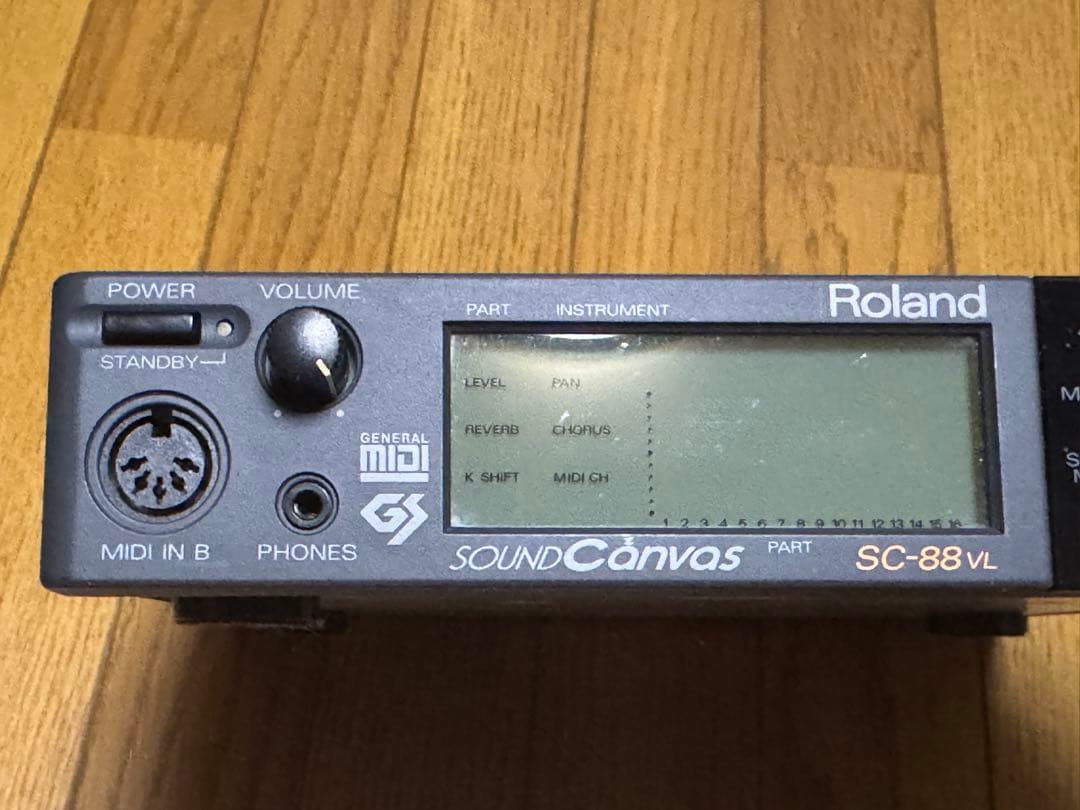 POWER
VOLUME
STANDBY
MIDI IN B
PHONES
GENERAL
MIDI
GS
PART INSTRUMENT
Roland
LEVEL PAN
REVERB CHORUS
K SHIFT MIDI CH
1 2 3 4 5 6 7 8 9 10 11 12 13 14 15 16
SOUND Canvas
PART
SC-88 VL